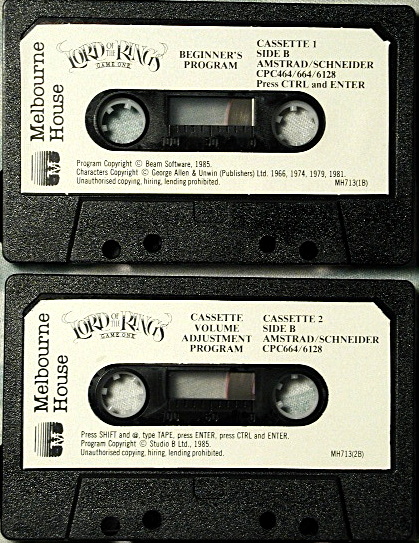 Melbourne
House
LORD OF THE RINGS
GAME ONE
BEGINNER'S
PROGRAM
CASSETTE 1
SIDE B
AMSTRAD/SCHNEIDER
CPC464/664/6128
Press CTRL and ENTER
Program Copyright © Beam Software, 1985.
Characters Copyright © George Allen & Unwin (Publishers) Ltd. 1966, 1974, 1979, 1981.
Unauthorised copying, hiring, lending prohibited.
MH713(1B)
Melbourne
House
LORD OF THE RINGS
GAME ONE
CASSETTE
VOLUME
ADJUSTMENT
PROGRAM
CASSETTE 2
SIDE B
AMSTRAD/SCHNEIDER
CPC664/6128
Press SHIFT and @, type TAPE, press ENTER, press CTRL and ENTER.
Program Copyright © Studio B Ltd., 1985.
Unauthorised copying, hiring, lending prohibited.
MH713(2B)